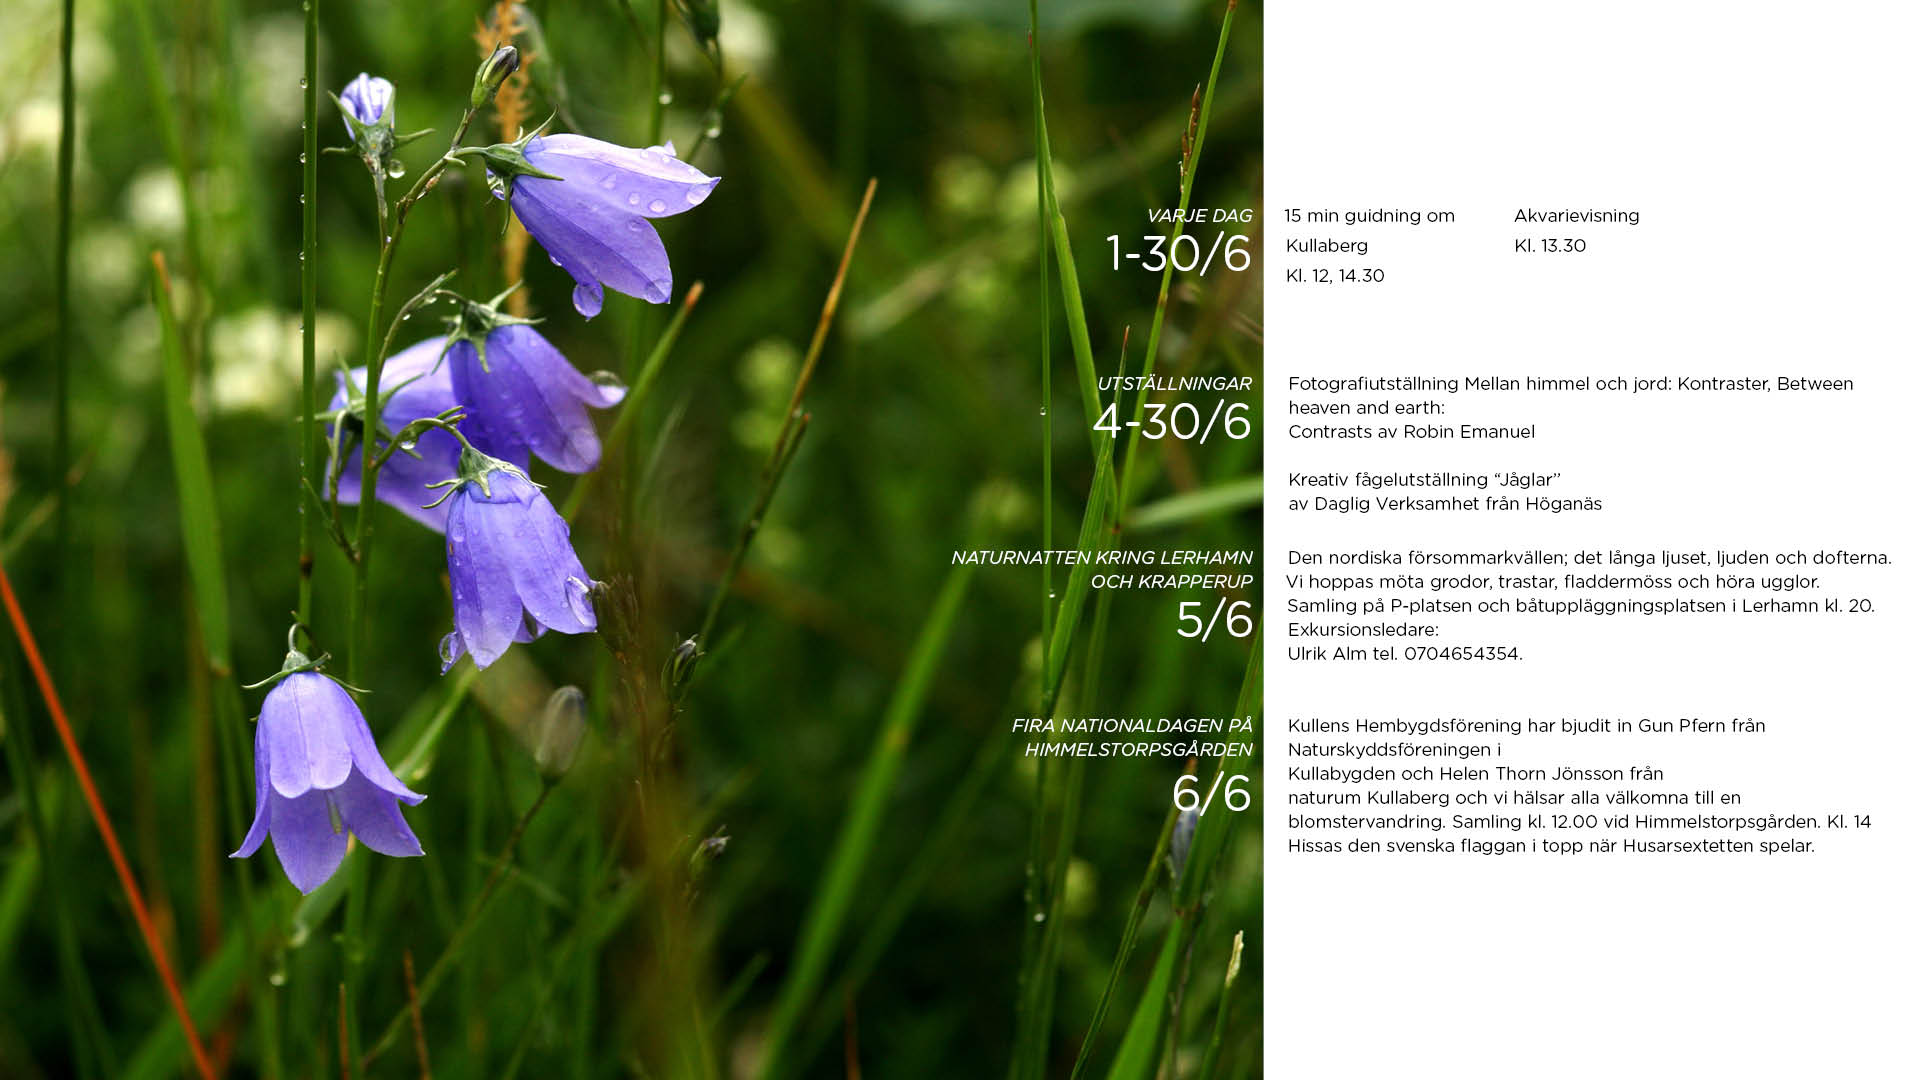 VARJE DAG
1-30/6
15 min guidning om
Kullaberg
Kl. 12, 14.30
Akvarievisning
Kl. 13.30
UTSTÄLLNINGAR
4-30/6
Fotografiutställning Mellan himmel och jord: Kontraster, Between
heaven and earth:
Contrasts av Robin Emanuel
Kreativ fågelutställning “Jåglar”
av Daglig Verksamhet från Höganäs
NATURNATTEN KRING LERHAMN
OCH KRAPPERUP
5/6
Den nordiska försommarkvällen; det långa ljuset, ljuden och dofterna.
Vi hoppas möta grodor, trastar, fladdermöss och höra ugglor.
Samling på P-platsen och båtuppläggningsplatsen i Lerhamn kl. 20.
Exkursionsledare:
Ulrik Alm tel. 0704654354.
FIRA NATIONALDAGEN PÅ
HIMMELSTORPSGÅRDEN
6/6
Kullens Hembygdsförening har bjudit in Gun Pfern från
Naturskyddsföreningen i
Kullabygden och Helen Thorn Jönsson från
naturum Kullaberg och vi hälsar alla välkomna till en
blomstervandring. Samling kl. 12.00 vid Himmelstorpsgården. Kl. 14
Hissas den svenska flaggan i topp när Husarsextetten spelar.